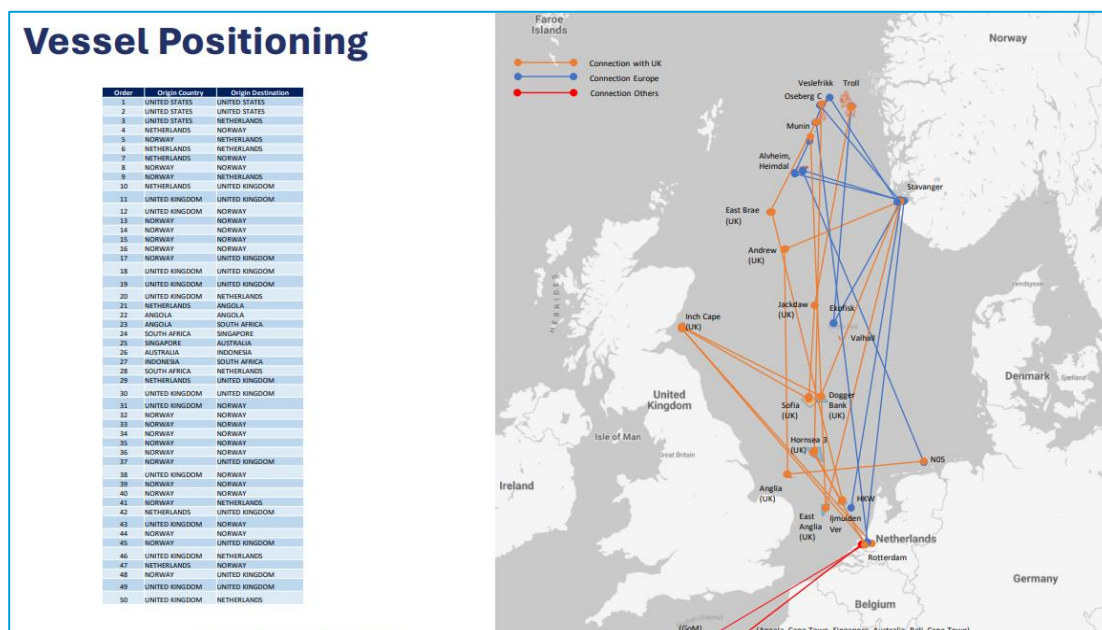 Vessel Positioning
Order Origin Country Origin Destination
1 UNITED STATES UNITED STATES
2 UNITED STATES UNITED STATES
3 UNITED STATES NETHERLANDS
4 NETHERLANDS NORWAY
5 NORWAY NETHERLANDS
6 NETHERLANDS NETHERLANDS
7 NETHERLANDS NORWAY
8 NORWAY NORWAY
9 NORWAY NETHERLANDS
10 NETHERLANDS UNITED KINGDOM
11 UNITED KINGDOM UNITED KINGDOM
12 UNITED KINGDOM NORWAY
13 NORWAY NORWAY
14 NORWAY NORWAY
15 NORWAY NORWAY
16 NORWAY NORWAY
17 NORWAY UNITED KINGDOM
18 UNITED KINGDOM UNITED KINGDOM
19 UNITED KINGDOM UNITED KINGDOM
20 UNITED KINGDOM NETHERLANDS
21 NETHERLANDS ANGOLA
22 ANGOLA ANGOLA
23 ANGOLA SOUTH AFRICA
24 SOUTH AFRICA SINGAPORE
25 SINGAPORE AUSTRALIA
26 AUSTRALIA INDONESIA
27 INDONESIA SOUTH AFRICA
28 SOUTH AFRICA NETHERLANDS
29 NETHERLANDS UNITED KINGDOM
30 UNITED KINGDOM UNITED KINGDOM
31 UNITED KINGDOM NORWAY
32 NORWAY NORWAY
33 NORWAY NORWAY
34 NORWAY NORWAY
35 NORWAY NORWAY
36 NORWAY NORWAY
37 NORWAY UNITED KINGDOM
38 UNITED KINGDOM NORWAY
39 NORWAY NORWAY
40 NORWAY NORWAY
41 NORWAY NETHERLANDS
42 NETHERLANDS UNITED KINGDOM
43 UNITED KINGDOM NORWAY
44 NORWAY NORWAY
45 NORWAY UNITED KINGDOM
46 UNITED KINGDOM NETHERLANDS
47 NETHERLANDS NORWAY
48 NORWAY UNITED KINGDOM
49 UNITED KINGDOM UNITED KINGDOM
50 UNITED KINGDOM NETHERLANDS
Faroe
Islands
Norway
Connection with UK
Connection Europe
Connection Others
Veslefrikk Troll
Oseberg C
Munin
Alvheim,
Heimdal
Stavanger
East Brae
(UK)
Andrew
(UK)
HEBRIDES
Jackdaw
(UK)
Ekofisk
Valhall
Inch Cape
(UK)
Denmark
Sjælland
United
Kingdom
Sofia
(UK)
Dogger
Bank
(UK)
Isle of Man
Great Britain
Hornsea 3
(UK)
N05
Ireland
Anglia
(UK)
HKW
East
Anglia
(UK)
Ijmuiden
Ver
Netherlands
Rotterdam
Germany
Belgium
(GoM)
(Angola, Cape Town, Singapore, Australia, Bali, Cape Town)